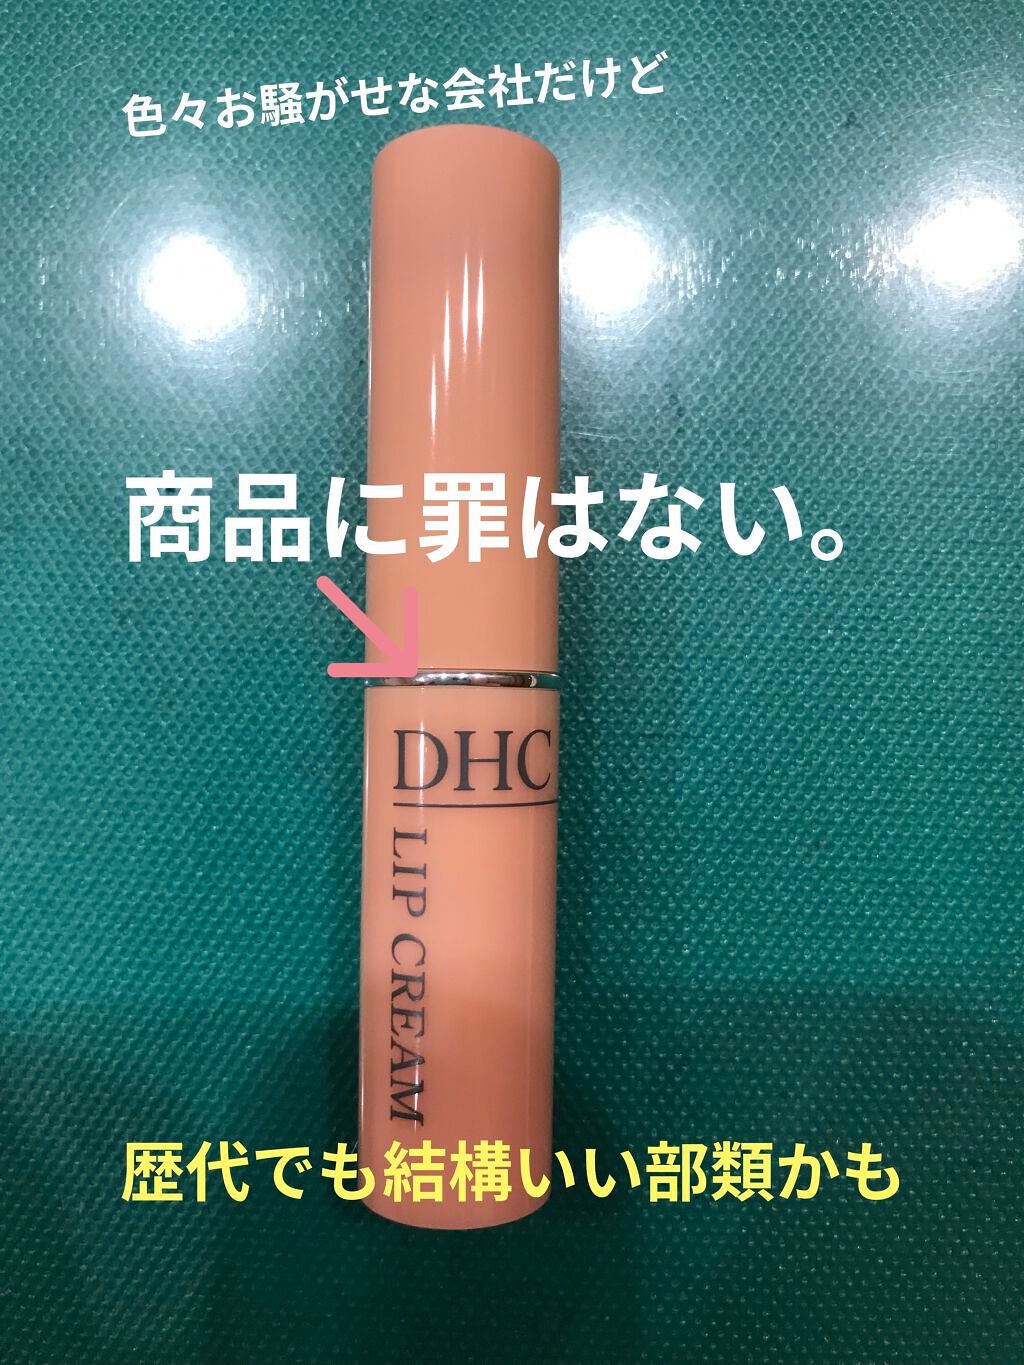 色々お騒がせな会社だけど
商品に罪はない。
DHC
LIP CREAM
歴代でも結構いい部類かも